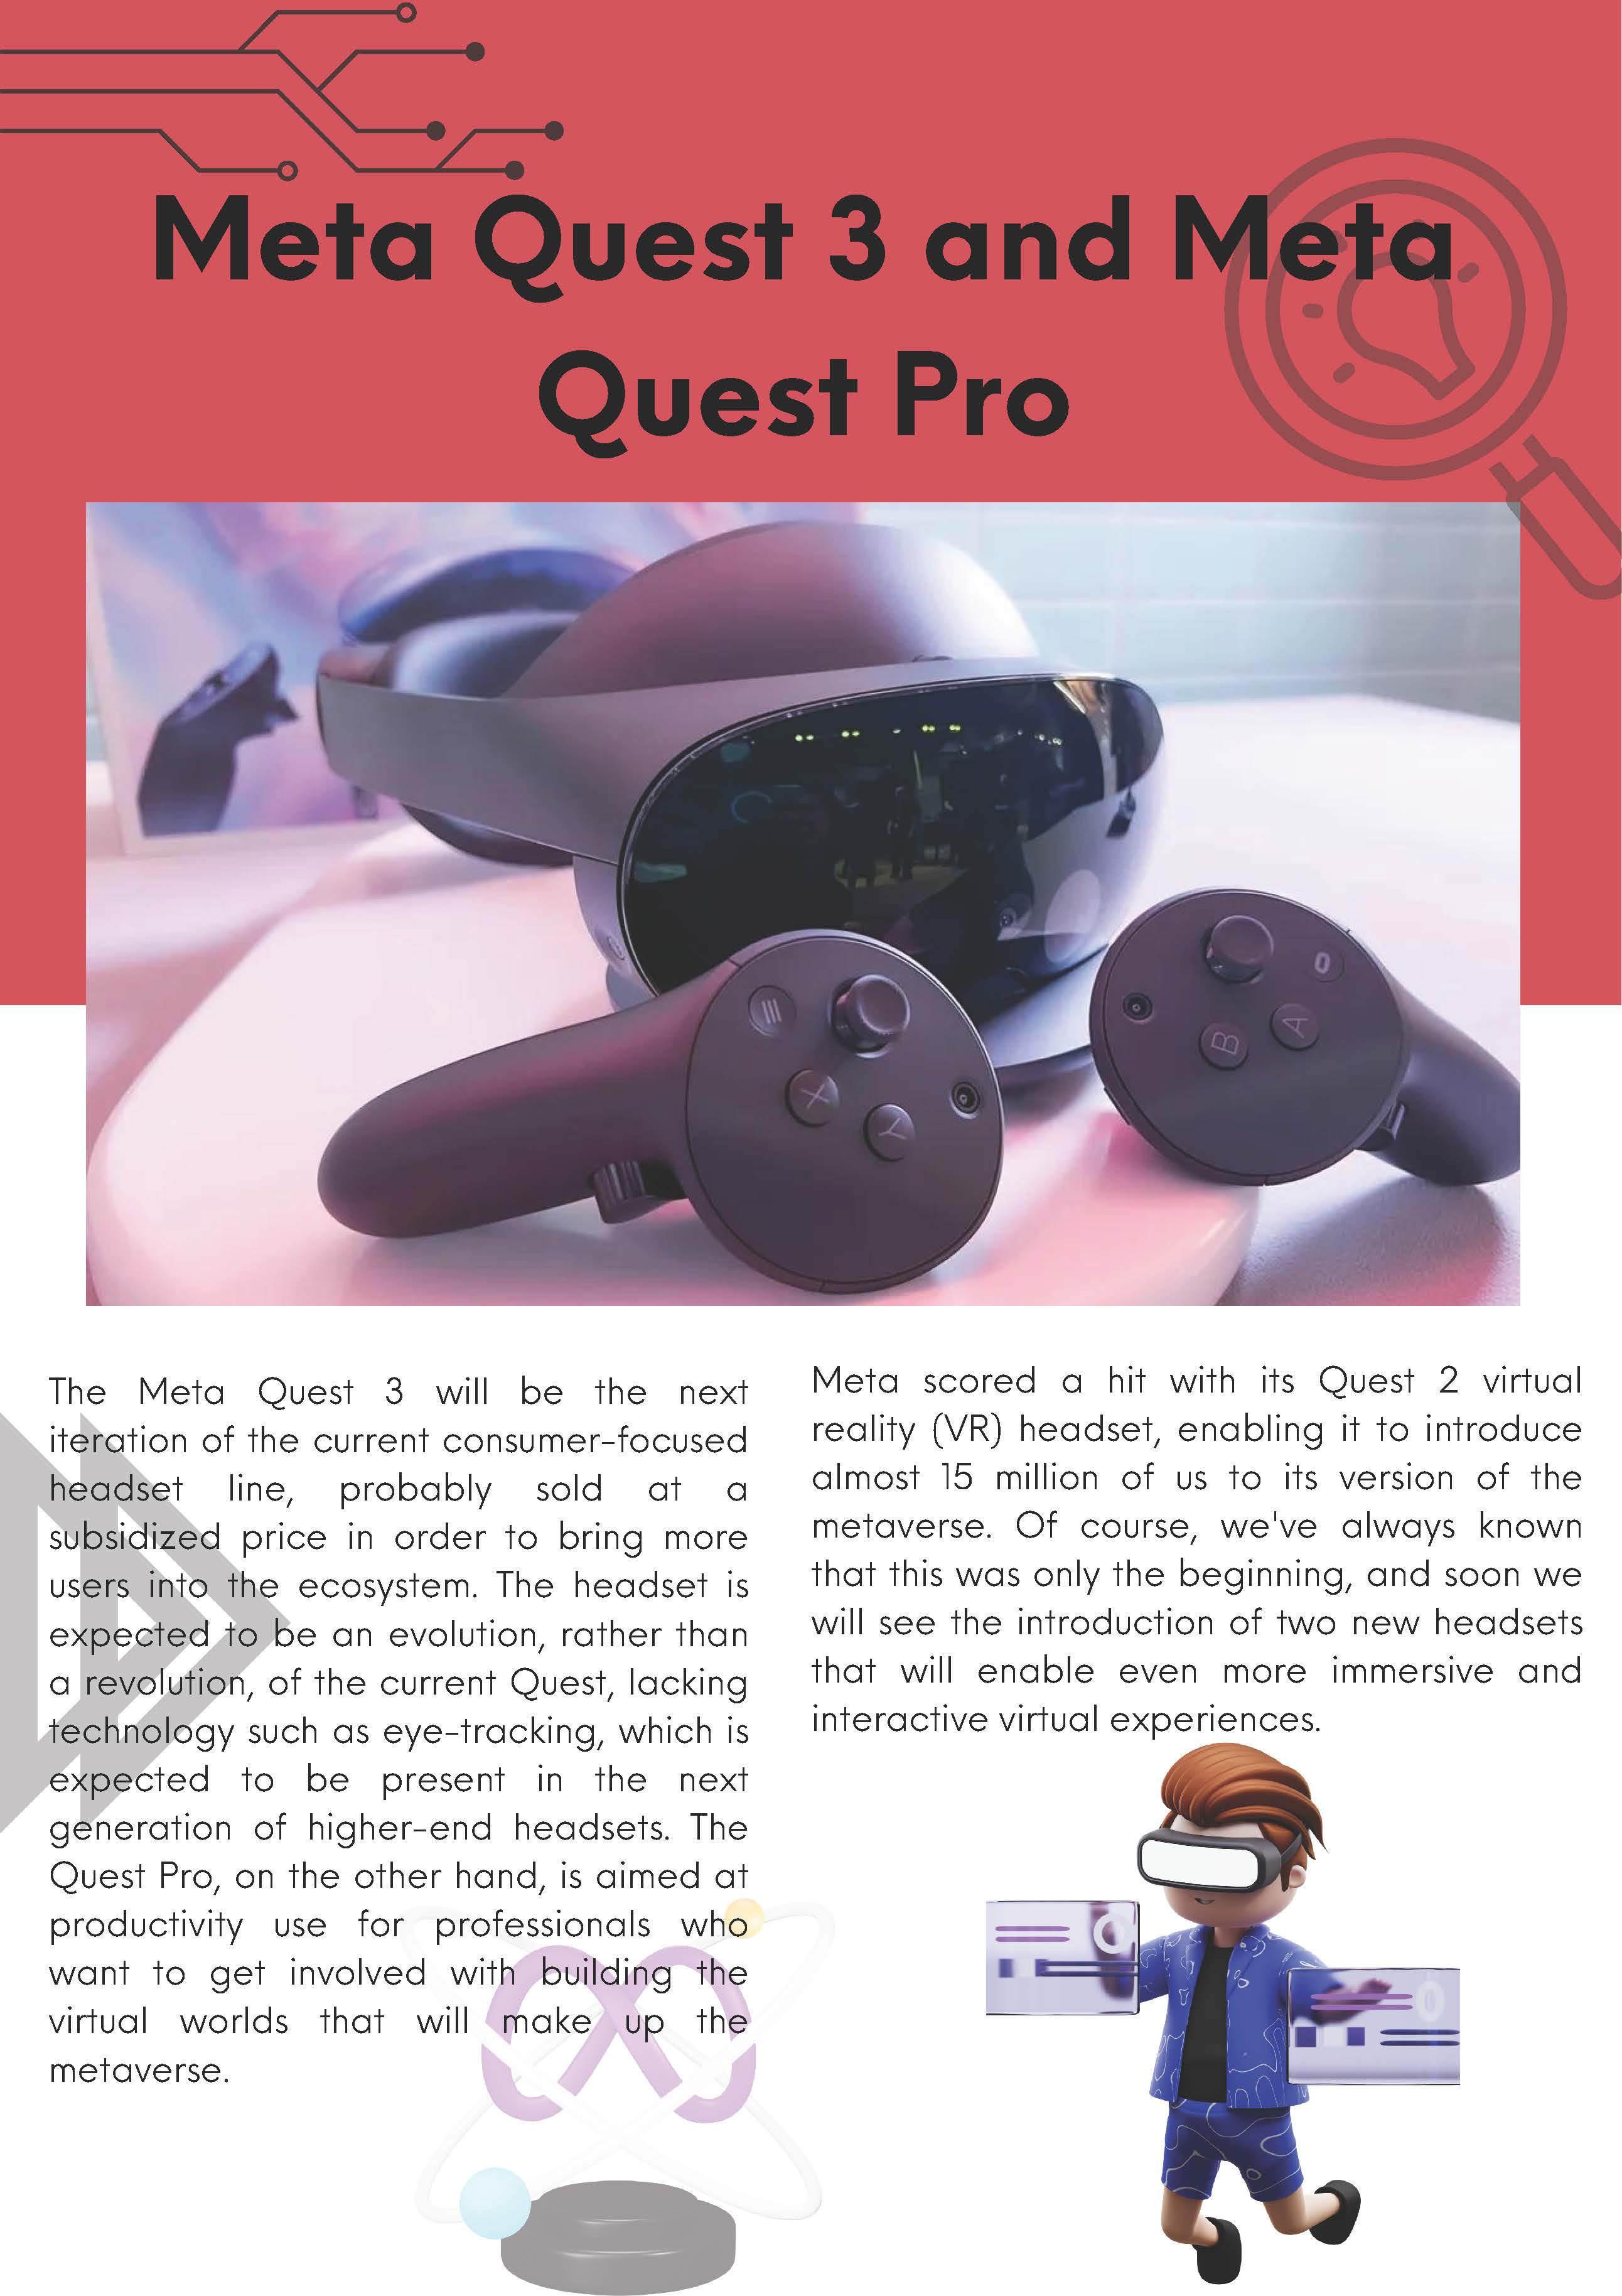 Meta Quest 3 and Meta
Quest Pro
≡
X
Y
B
A
The Meta Quest 3 will be the next
iteration of the current consumer-focused
headset line, probably sold at a
subsidized price in order to bring more
users into the ecosystem. The headset is
expected to be an evolution, rather than
a revolution, of the current Quest, lacking
technology such as eye-tracking, which is
expected to be present in the next
generation of higher-end headsets. The
Quest Pro, on the other hand, is aimed at
productivity use for professionals who
want to get involved with building the
virtual worlds that will make up the
metaverse.
Meta scored a hit with its Quest 2 virtual
reality (VR) headset, enabling it to introduce
almost 15 million of us to its version of the
metaverse. Of course, we've always known
that this was only the beginning, and soon we
will see the introduction of two new headsets
that will enable even more immersive and
interactive virtual experiences.